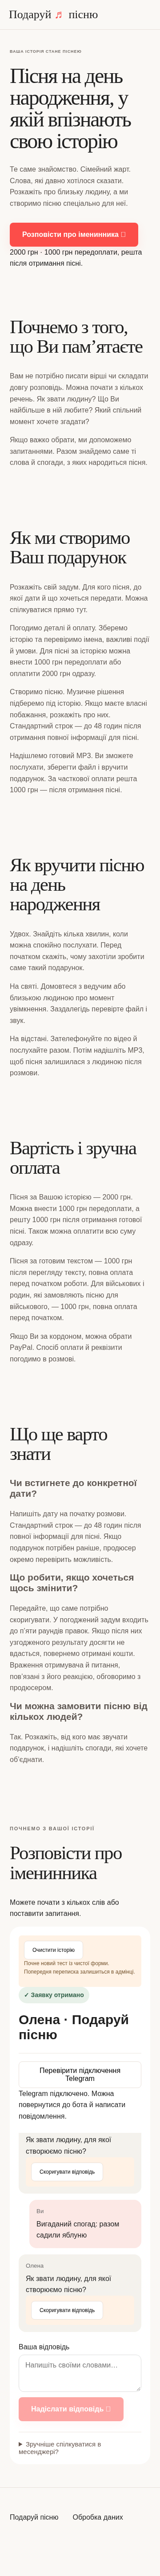 Подаруй ♬ пісню
ВАША ІСТОРІЯ СТАНЕ ПІСНЕЮ
Пісня на день
народження, у
якій впізнають
свою історію
Те саме знайомство. Сімейний жарт.
Слова, які давно хотілося сказати.
Розкажіть про близьку людину, а ми
створимо пісню спеціально для неї.
Розповісти про іменинника
2000 грн · 1000 грн передоплати, решта
після отримання пісні.
Почнемо з того,
що Ви пам’ятаєте
Вам не потрібно писати вірші чи складати
довгу розповідь. Можна почати з кількох
речень. Як звати людину? Що Ви
найбільше в ній любите? Який спільний
момент хочете згадати?
Якщо важко обрати, ми допоможемо
запитаннями. Разом знайдемо саме ті
слова й спогади, з яких народиться пісня.
Як ми створимо
Ваш подарунок
Розкажіть свій задум. Для кого пісня, до
якої дати й що хочеться передати. Можна
спілкуватися прямо тут.
Погодимо деталі й оплату. Зберемо
історію та перевіримо імена, важливі події
й умови. Для пісні за історією можна
внести 1000 грн передоплати або
оплатити 2000 грн одразу.
Створимо пісню. Музичне рішення
підберемо під історію. Якщо маєте власні
побажання, розкажіть про них.
Стандартний строк — до 48 годин після
отримання повної інформації для пісні.
Надішлемо готовий MP3. Ви зможете
послухати, зберегти файл і вручити
подарунок. За часткової оплати решта
1000 грн — після отримання пісні.
Як вручити пісню
на день
народження
Удвох. Знайдіть кілька хвилин, коли
можна спокійно послухати. Перед
початком скажіть, чому захотіли зробити
саме такий подарунок.
На святі. Домовтеся з ведучим або
близькою людиною про момент
увімкнення. Заздалегідь перевірте файл і
звук.
На відстані. Зателефонуйте по відео й
послухайте разом. Потім надішліть MP3,
щоб пісня залишилася з людиною після
розмови.
Вартість і зручна
оплата
Пісня за Вашою історією — 2000 грн.
Можна внести 1000 грн передоплати, а
решту 1000 грн після отримання готової
пісні. Також можна оплатити всю суму
одразу.
Пісня за готовим текстом — 1000 грн
після перегляду тексту, повна оплата
перед початком роботи. Для військових і
родин, які замовляють пісню для
військового, — 1000 грн, повна оплата
перед початком.
Якщо Ви за кордоном, можна обрати
PayPal. Спосіб оплати й реквізити
погодимо в розмові.
Що ще варто
знати
Чи встигнете до конкретної
дати?
Напишіть дату на початку розмови.
Стандартний строк — до 48 годин після
повної інформації для пісні. Якщо
подарунок потрібен раніше, продюсер
окремо перевірить можливість.
Що робити, якщо хочеться
щось змінити?
Передайте, що саме потрібно
скоригувати. У погоджений задум входить
до п’яти раундів правок. Якщо після них
узгодженого результату досягти не
вдасться, повернемо отримані кошти.
Враження отримувача й питання,
пов’язані з його реакцією, обговоримо з
продюсером.
Чи можна замовити пісню від
кількох людей?
Так. Розкажіть, від кого має звучати
подарунок, і надішліть спогади, які хочете
об’єднати.
ПОЧНЕМО З ВАШОЇ ІСТОРІЇ
Розповісти про
іменинника
Можете почати з кількох слів або
поставити запитання.
Очистити історію
Почне новий тест із чистої форми.
Попередня переписка залишиться в адмінці.
✓ Заявку отримано
Олена · Подаруй
пісню
Перевірити підключення
Telegram
Telegram підключено. Можна
повернутися до бота й написати
повідомлення.
Як звати людину, для якої
створюємо пісню?
Скоригувати відповідь
Ви
Вигаданий спогад: разом
садили яблуню
Олена
Як звати людину, для якої
створюємо пісню?
Скоригувати відповідь
Ваша відповідь
Напишіть своїми словами…
Надіслати відповідь
▶ Зручніше спілкуватися в
месенджері?
Подаруй пісню Обробка даних